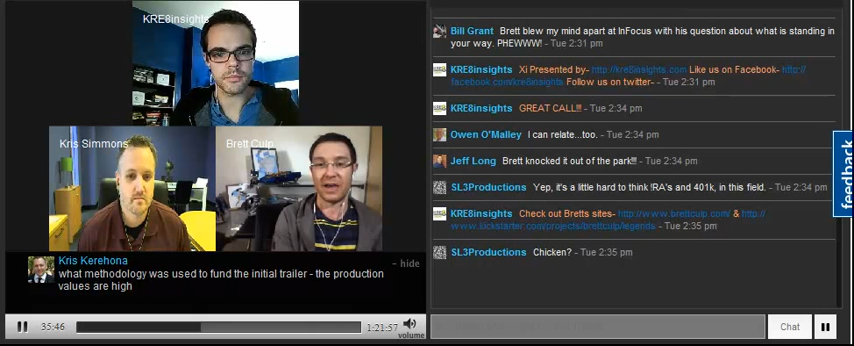 KRE8insights
Kris Simmons
Brett Culp
Kris Kerehona
– hide
what methodology was used to fund the initial trailer - the production
values are high
35:46
1:21:57
volume
Bill Grant Brett blew my mind apart at InFocus with his question about what is standing in
your way. PHEWWW! - Tue 2:31 pm
KRE8insights Xi Presented by- http://kre8insights.com Like us on Facebook- http://
facebook.com/kre8insights Follow us on twitter- - Tue 2:31 pm
KRE8insights GREAT CALL!!! - Tue 2:34 pm
Owen O'Malley I can relate...too. - Tue 2:34 pm
Jeff Long Brett knocked it out of the park!!! - Tue 2:34 pm
SL3Productions Yep, it's a little hard to think !RA's and 401k, in this field. - Tue 2:34 pm
KRE8insights Check out Bretts sites- http://www.brettculp.com/ & http://
www.kickstarter.com/projects/brettculp/legends - Tue 2:35 pm
SL3Productions Chicken? - Tue 2:35 pm
Chat
feedback